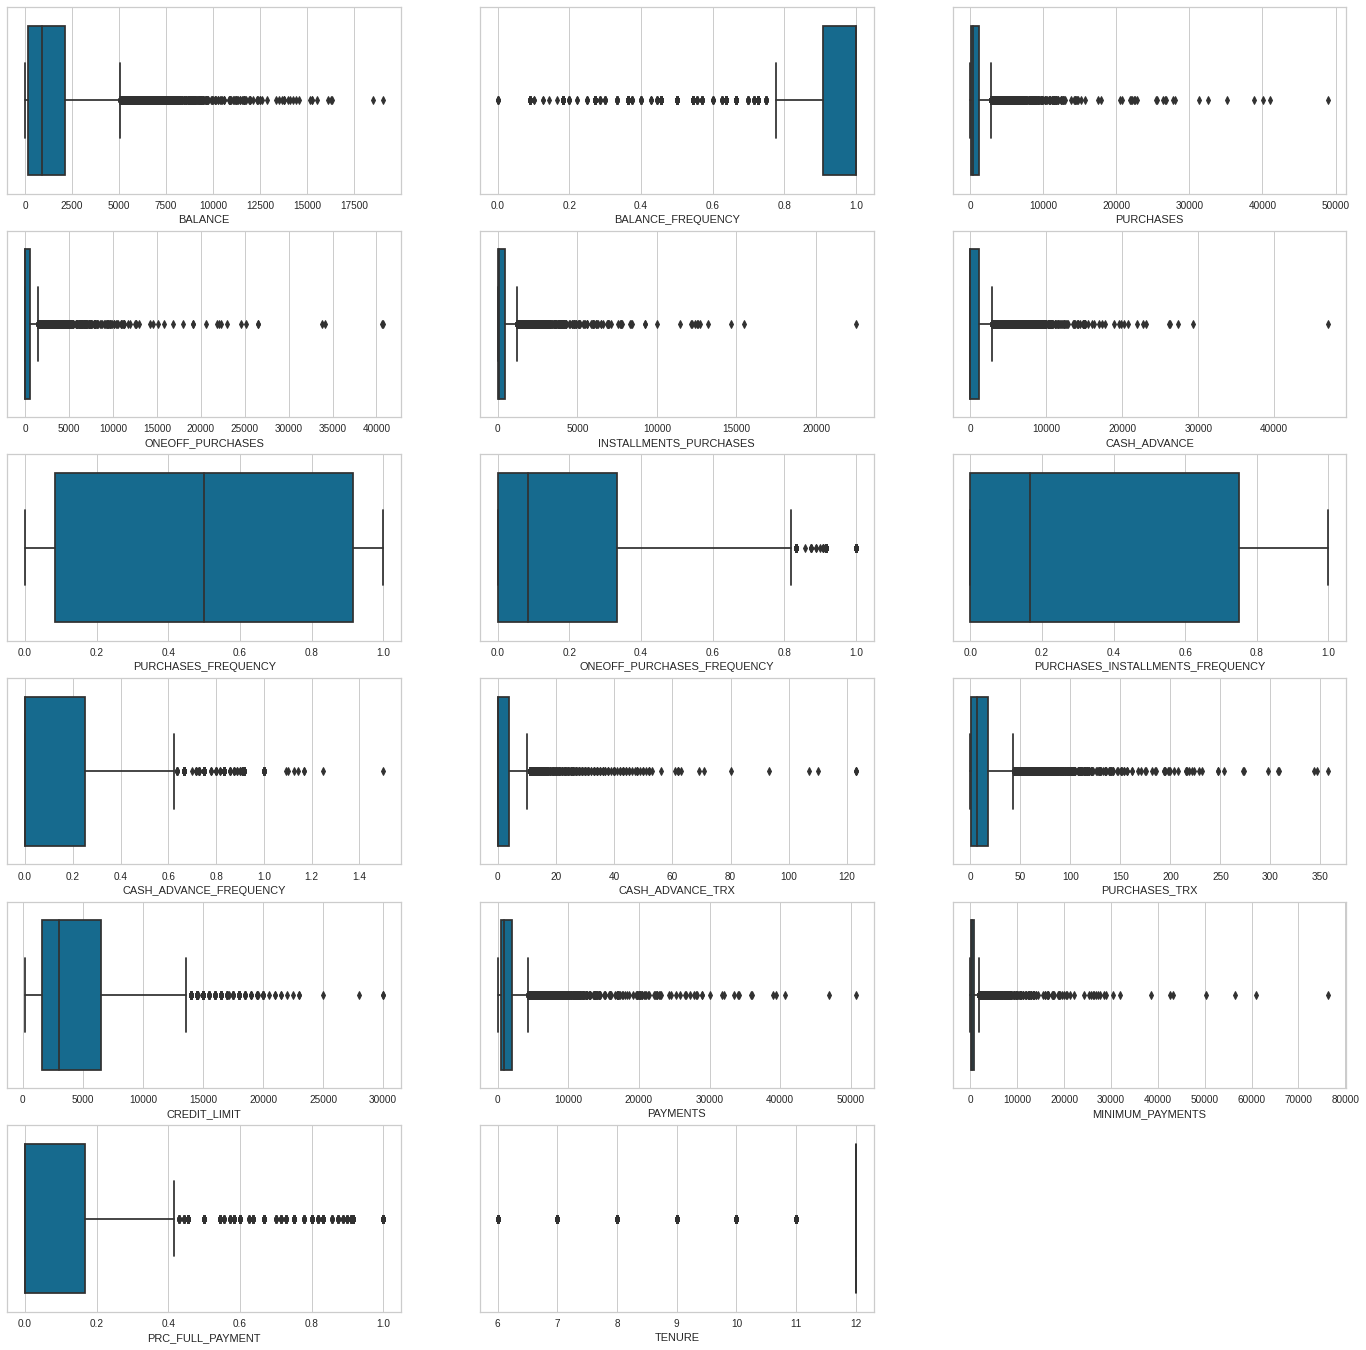 0 2500 5000 7500 10000 12500 15000 17500
BALANCE
0.0 0.2 0.4 0.6 0.8 1.0
BALANCE_FREQUENCY
0 10000 20000 30000 40000 50000
PURCHASES
0 5000 10000 15000 20000 25000 30000 35000 40000
ONEOFF_PURCHASES
0 5000 10000 15000 20000
INSTALLMENTS_PURCHASES
0 10000 20000 30000 40000
CASH_ADVANCE
0.0 0.2 0.4 0.6 0.8 1.0
PURCHASES_FREQUENCY
0.0 0.2 0.4 0.6 0.8 1.0
ONEOFF_PURCHASES_FREQUENCY
0.0 0.2 0.4 0.6 0.8 1.0
PURCHASES_INSTALLMENTS_FREQUENCY
0.0 0.2 0.4 0.6 0.8 1.0 1.2 1.4
CASH_ADVANCE_FREQUENCY
0 20 40 60 80 100 120
CASH_ADVANCE_TRX
0 50 100 150 200 250 300 350
PURCHASES_TRX
0 5000 10000 15000 20000 25000 30000
CREDIT_LIMIT
0 10000 20000 30000 40000 50000
PAYMENTS
0 10000 20000 30000 40000 50000 60000 70000 80000
MINIMUM_PAYMENTS
0.0 0.2 0.4 0.6 0.8 1.0
PRC_FULL_PAYMENT
6 7 8 9 10 11 12
TENURE